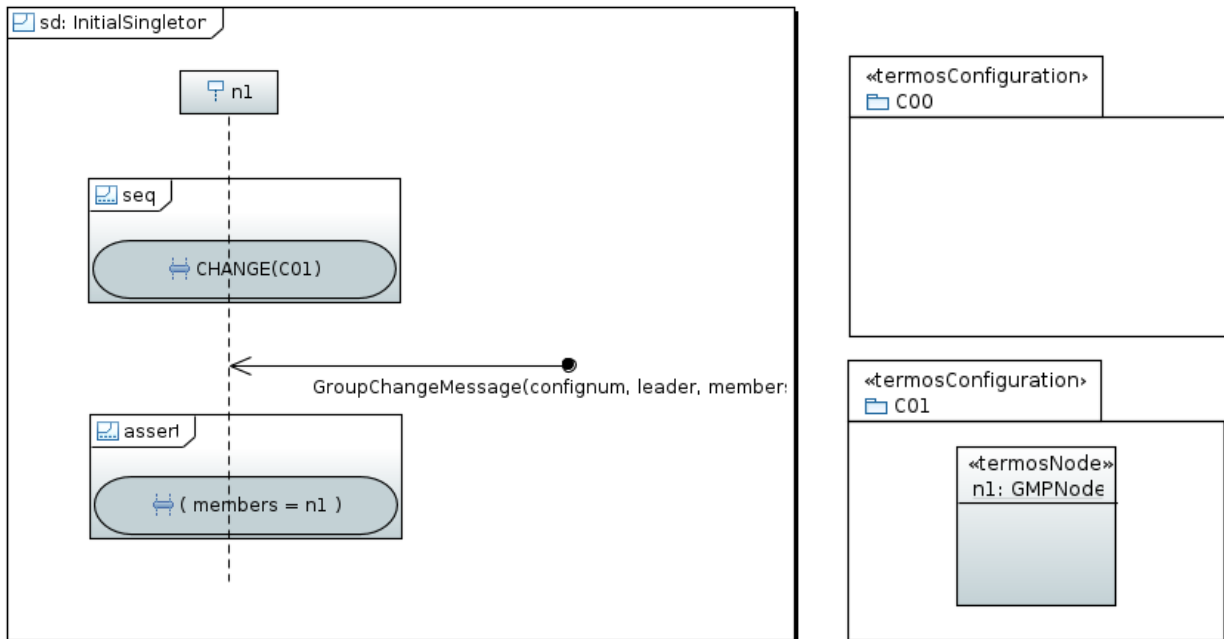 sd: InitialSingletor
n1
seq
CHANGE(C01)
GroupChangeMessage(confignum, leader, members
assert
( members = n1 )
«termosConfiguration»
C00
«termosConfiguration»
C01
«termosNode»
n1: GMPNode